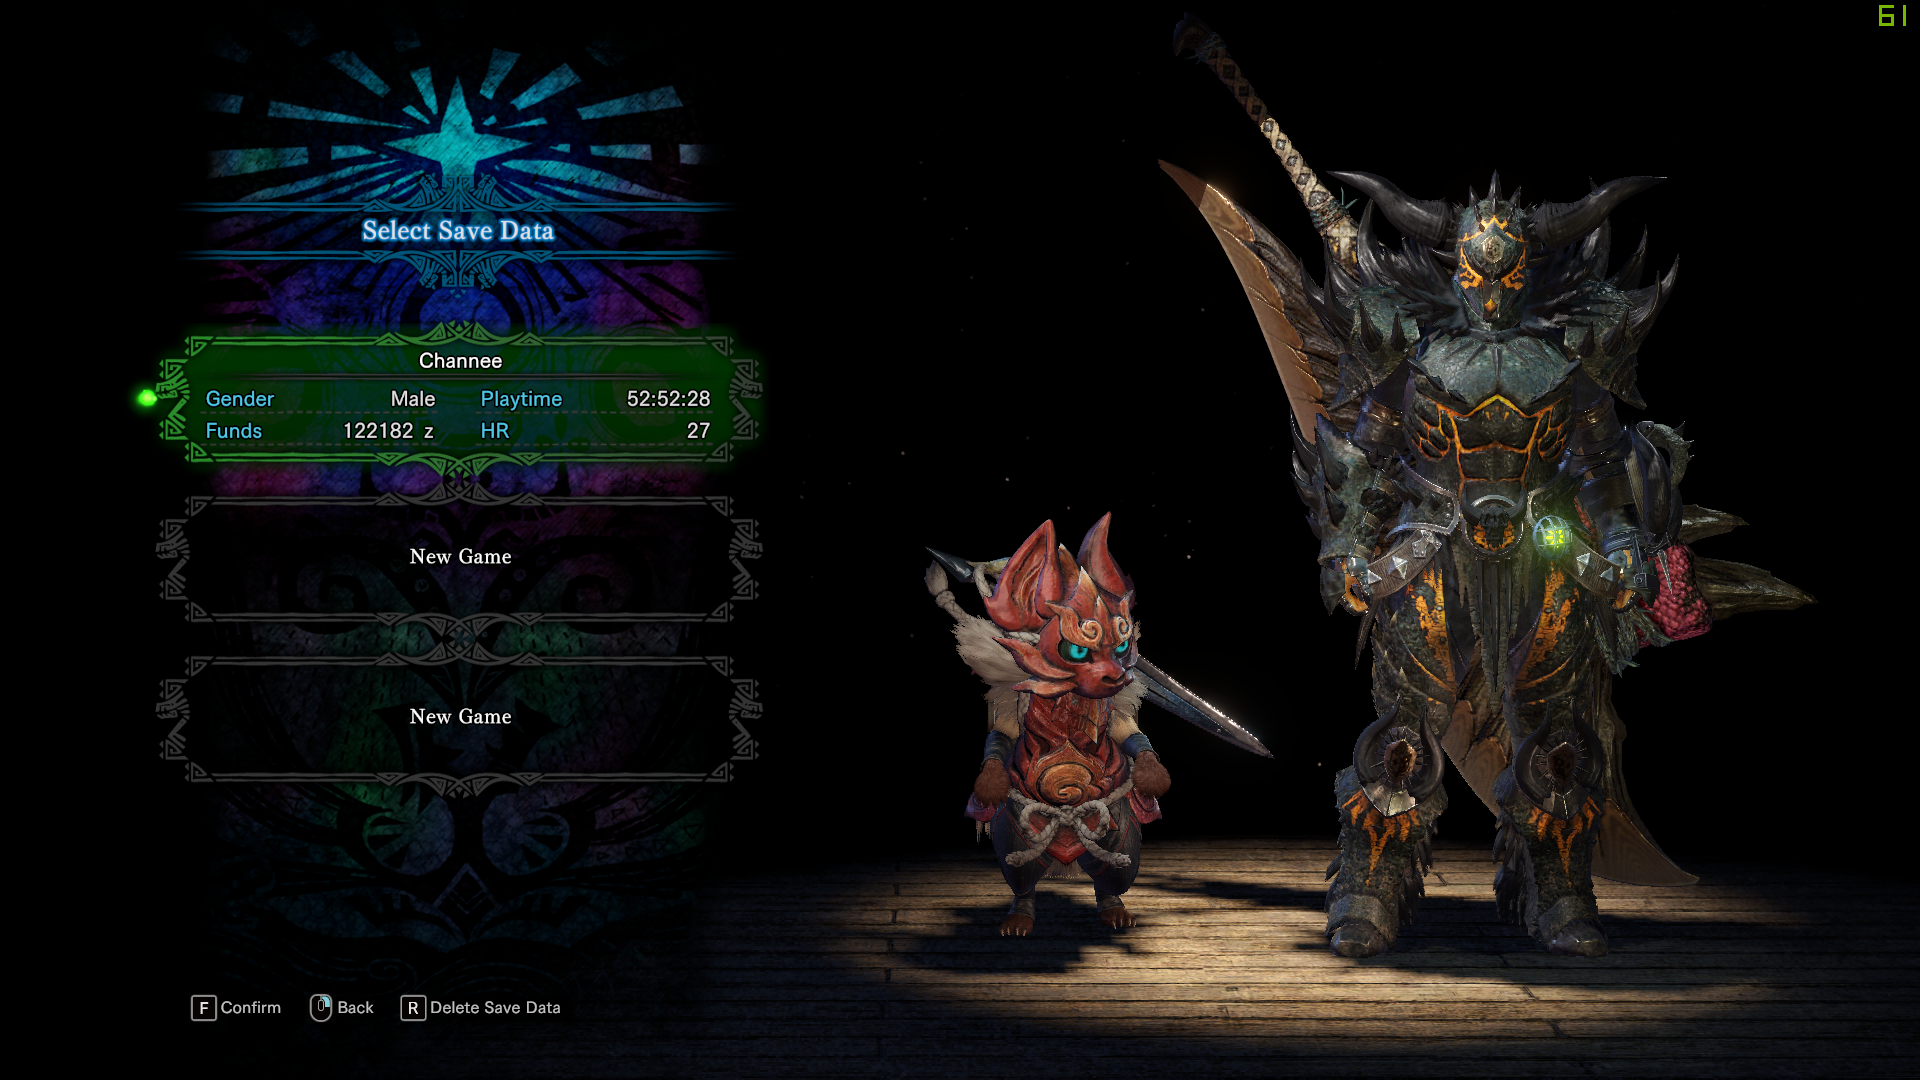 61
Select Save Data
Channee
Gender Male Playtime 52:52:28
Funds 122182 z HR 27
New Game
New Game
F Confirm Back R Delete Save Data